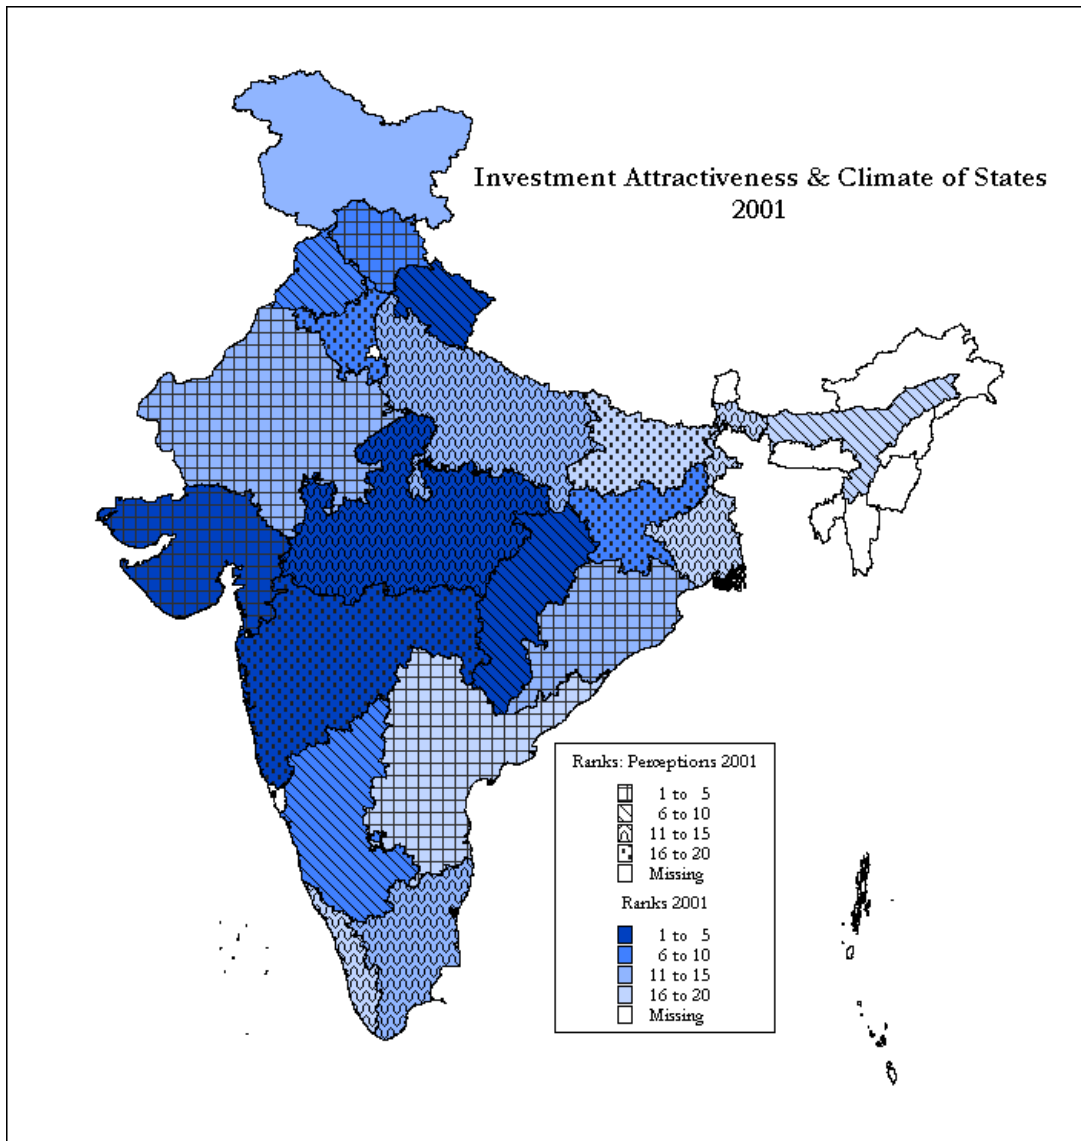 Investment Attractiveness & Climate of States
2001
Ranks: Perceptions 2001
1 to 5
6 to 10
11 to 15
16 to 20
Missing
Ranks 2001
1 to 5
6 to 10
11 to 15
16 to 20
Missing